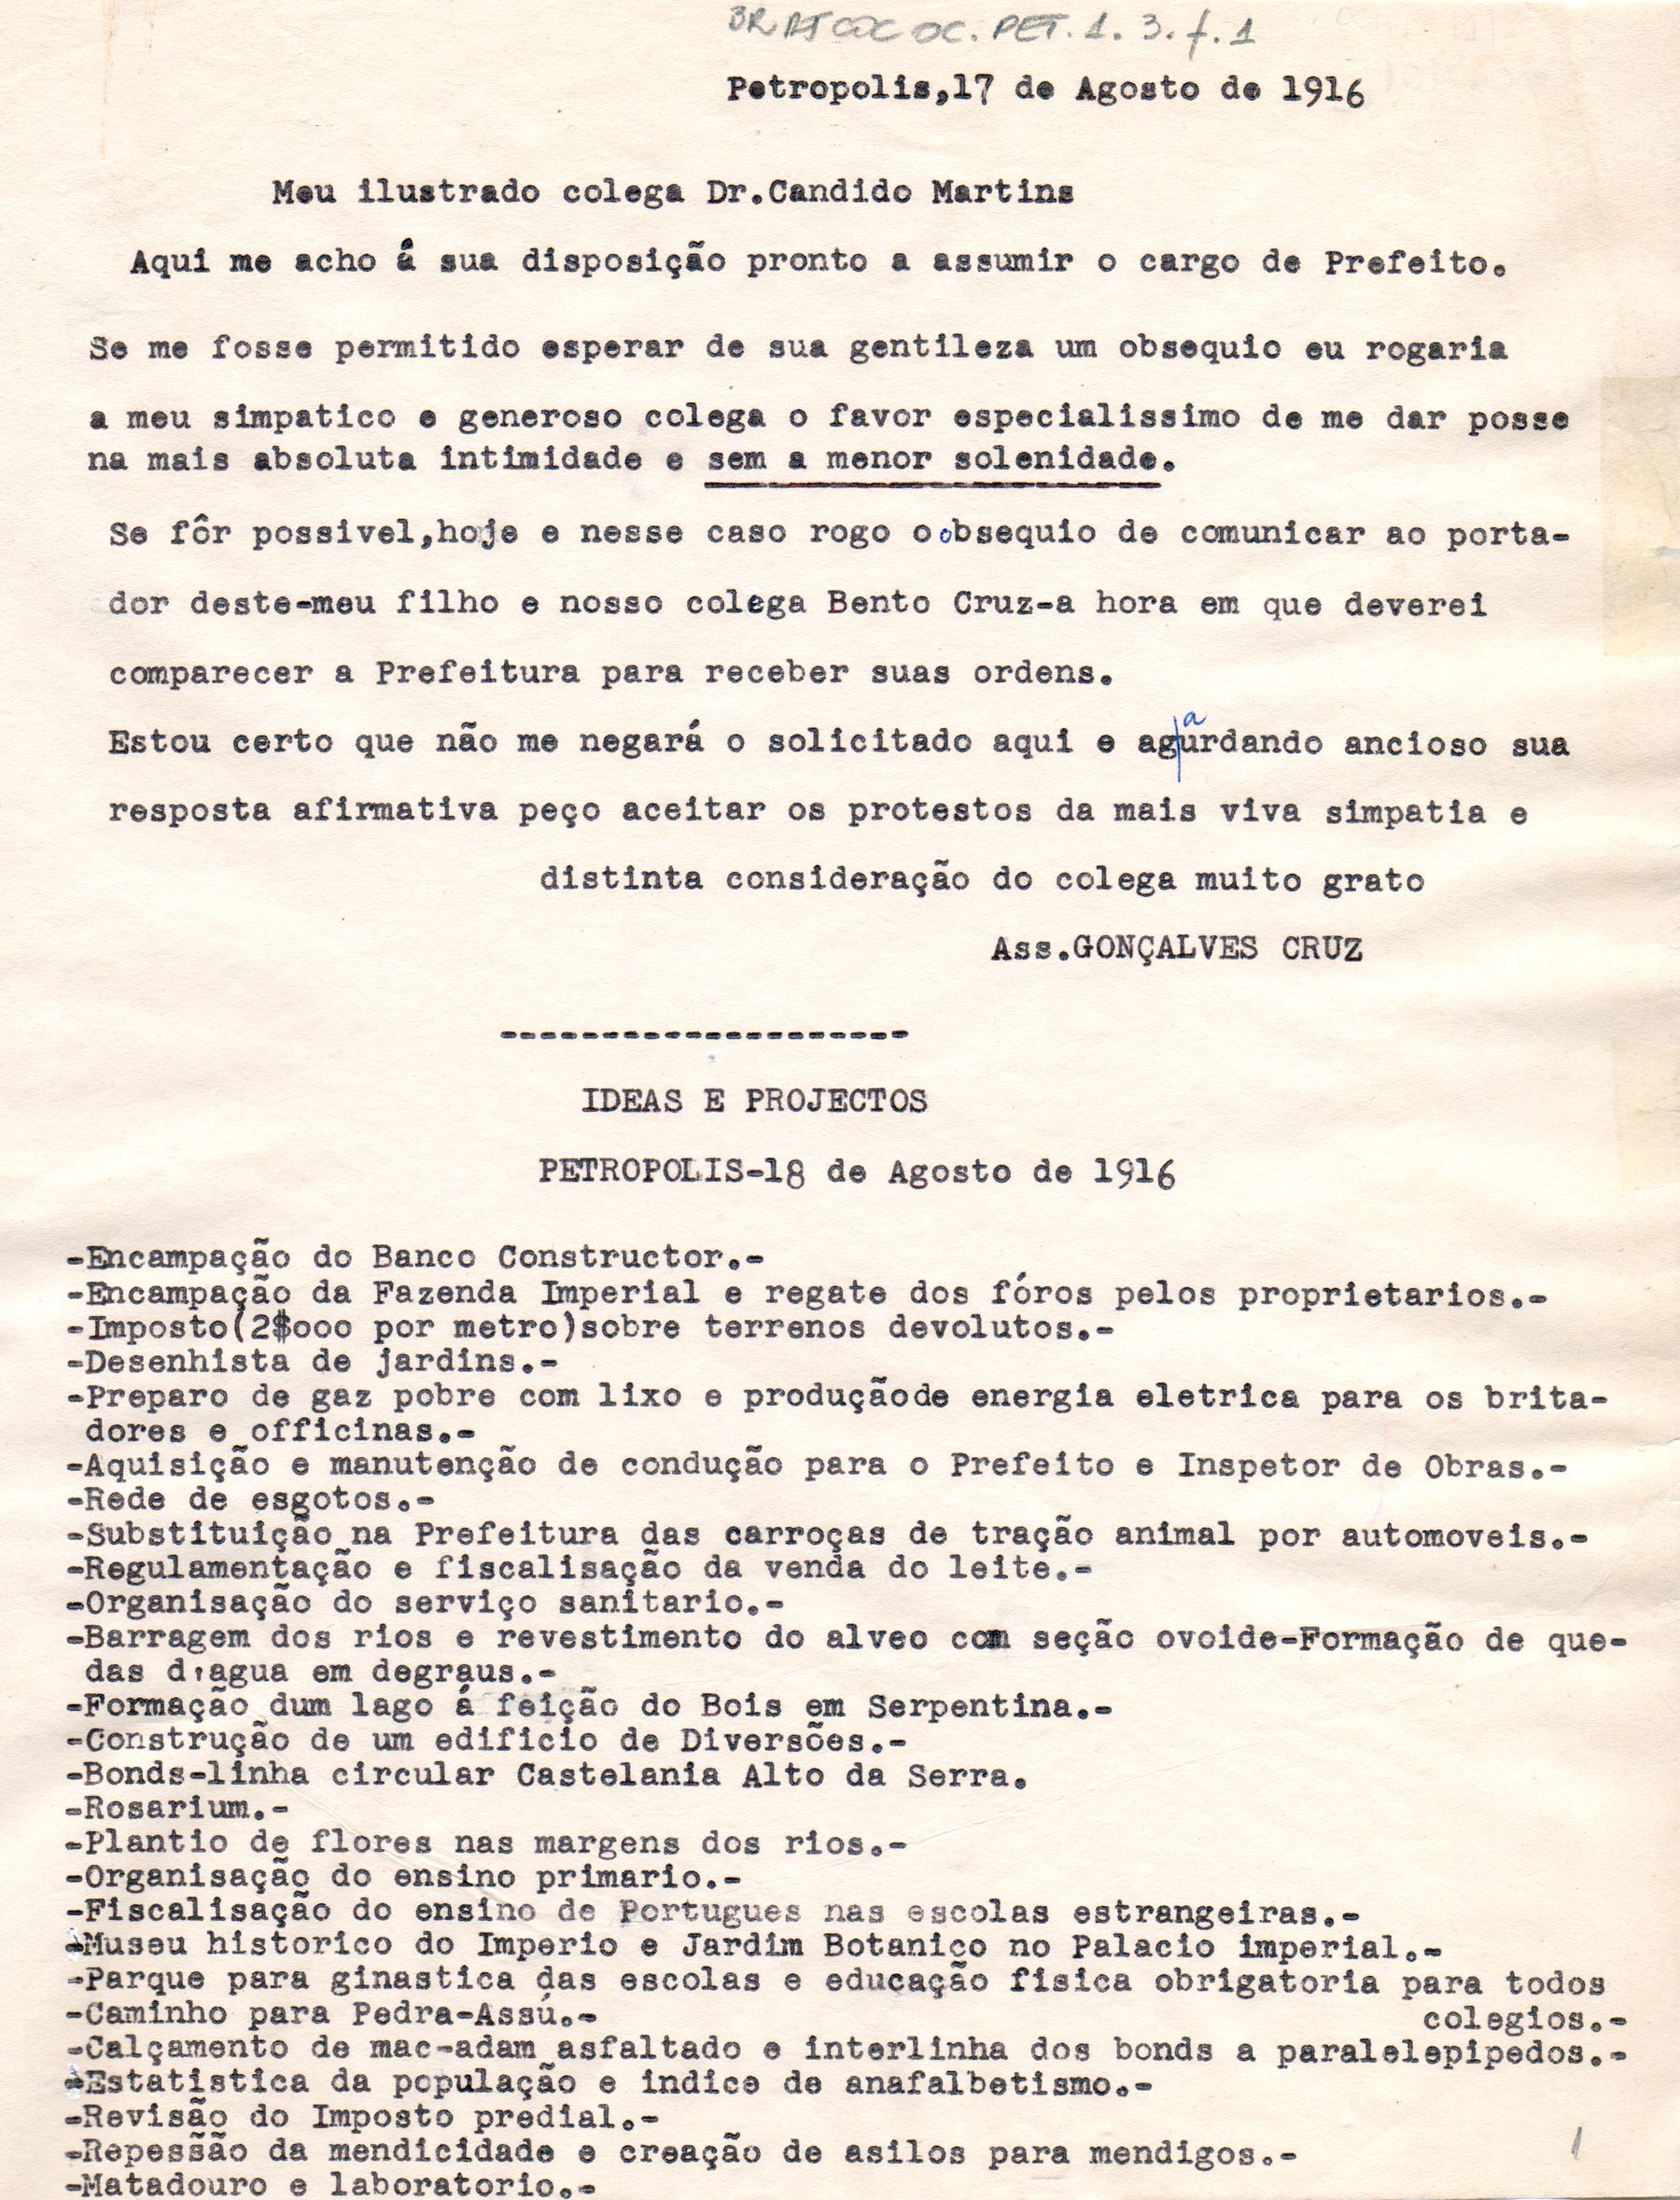 BR RJ COC OC. PET. 1. 3. f. 1
Petropolis,17 de Agosto de 1916
Meu ilustrado colega Dr.Candido Martins
Aqui me acho á sua disposição pronto a assumir o cargo de Prefeito.
Se me fosse permitido esperar de sua gentileza um obsequio eu rogaria
a meu simpatico e generoso colega o favor especialissimo de me dar posse
na mais absoluta intimidade e sem a menor solenidade.
Se fôr possivel,hoje e nesse caso rogo o obsequio de comunicar ao porta-
dor deste-meu filho e nosso colega Bento Cruz-a hora em que deverei
comparecer a Prefeitura para receber suas ordens.
Estou certo que não me negará o solicitado aqui e agaurdando ancioso sua
resposta afirmativa peço aceitar os protestos da mais viva simpatia e
distinta consideração do colega muito grato
Ass.GONÇALVES CRUZ
--------------------
IDEAS E PROJECTOS
PETROPOLIS-18 de Agosto de 1916
-Encampação do Banco Constructor.-
-Encampação da Fazenda Imperial e regate dos fóros pelos proprietarios.-
-Imposto(2$ooo por metro)sobre terrenos devolutos.-
-Desenhista de jardins.-
-Preparo de gaz pobre com lixo e produçãode energia eletrica para os brita-
dores e officinas.-
-Aquisição e manutenção de condução para o Prefeito e Inspetor de Obras.-
-Rede de esgotos.-
-Substituição na Prefeitura das carroças de tração animal por automoveis.-
-Regulamentação e fiscalisação da venda do leite.-
-Organisação do serviço sanitario.-
-Barragem dos rios e revestimento do alveo com seção ovoide-Formação de que-
das d'agua em degraus.-
-Formação dum lago á feição do Bois em Serpentina.-
-Construção de um edificio de Diversões.-
-Bonds-linha circular Castelania Alto da Serra.
-Rosarium.-
-Plantio de flores nas margens dos rios.-
-Organisação do ensino primario.-
-Fiscalisação do ensino de Portugues nas escolas estrangeiras.-
-Museu historico do Imperio e Jardim Botanico no Palacio imperial.-
-Parque para ginastica das escolas e educação fisica obrigatoria para todos
-Caminho para Pedra-Assú.- colegios.-
-Calçamento de mac-adam asfaltado e interlinha dos bonds a paralelepipedos.-
-Estatistica da população e indice de anafalbetismo.-
-Revisão do Imposto predial.-
-Repessão da mendicidade e creação de asilos para mendigos.-
-Matadouro e laboratorio.-
1